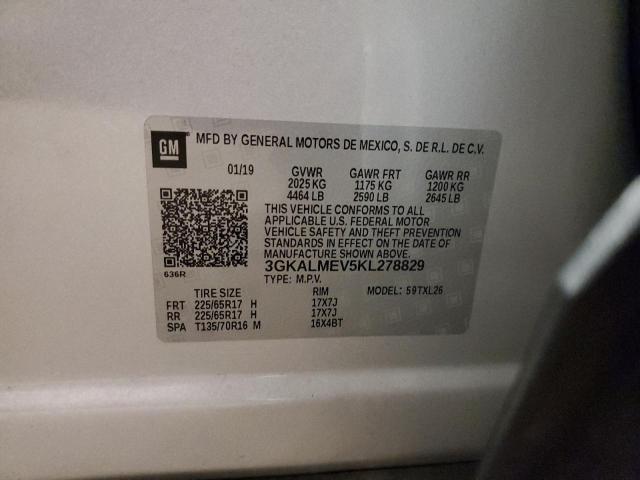 GM
MFD BY GENERAL MOTORS DE MEXICO, S. DE R.L. DE C.V.
01/19 GVWR GAWR FRT GAWR RR
2025 KG 1175 KG 1200 KG
4464 LB 2590 LB 2645 LB
THIS VEHICLE CONFORMS TO ALL
APPLICABLE U.S. FEDERAL MOTOR
VEHICLE SAFETY AND THEFT PREVENTION
STANDARDS IN EFFECT ON THE DATE OF
MANUFACTURE SHOWN ABOVE.
3GKALMEV5KL278829
636R
TYPE: M.P.V.
TIRE SIZE RIM MODEL: 59TXL26
FRT 225/65R17 H 17X7J
RR 225/65R17 H 17X7J
SPA T135/70R16 M 16X4BT